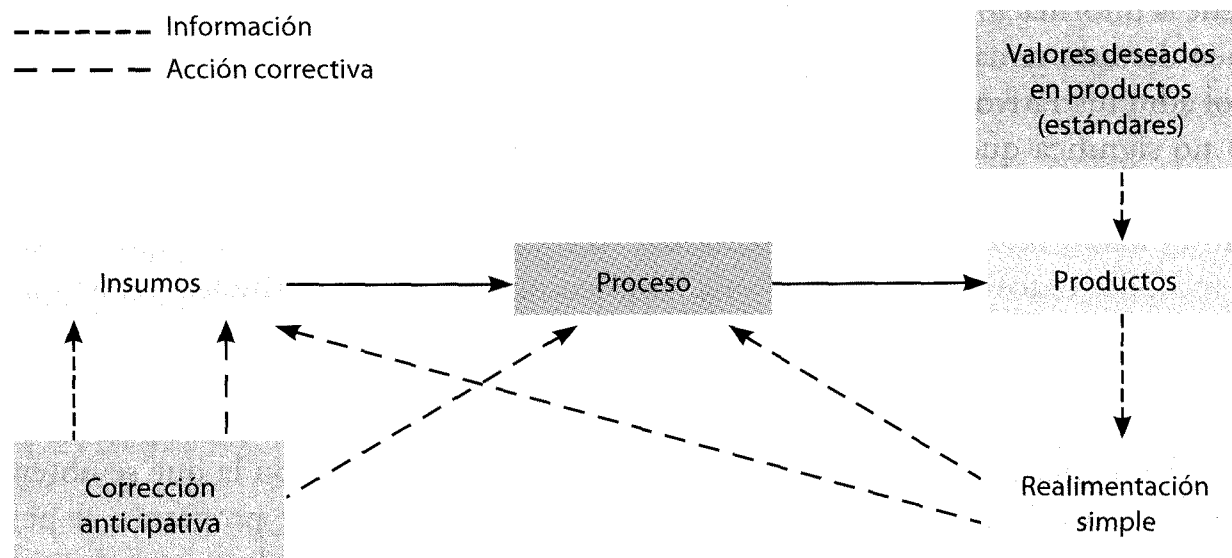 Información
Acción correctiva
Valores deseados
en productos
(estándares)
Insumos
Proceso
Productos
Corrección
anticipativa
Realimentación
simple